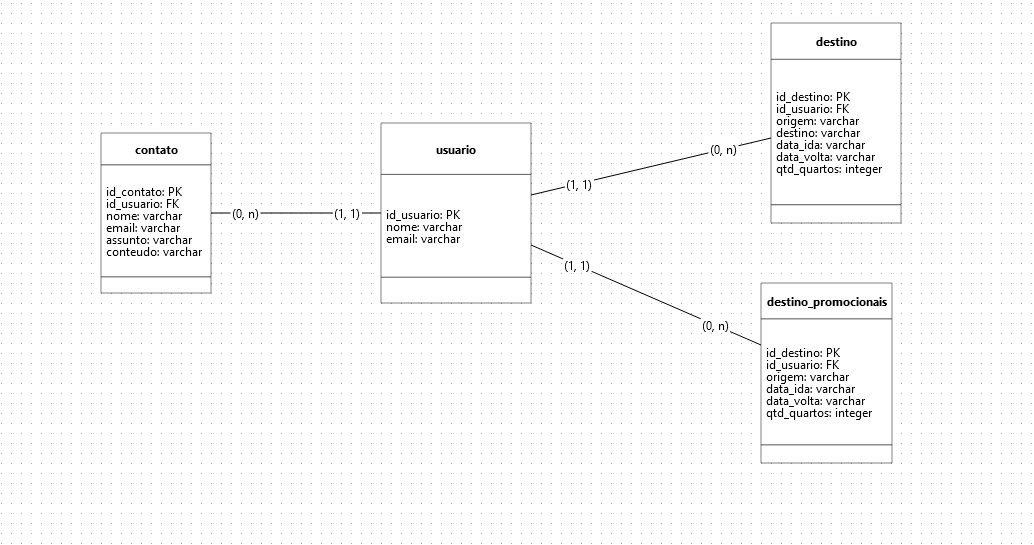 contato
id_contato: PK
id_usuario: FK
nome: varchar
email: varchar
assunto: varchar
conteudo: varchar
(0, n)
(1, 1)
usuario
id_usuario: PK
nome: varchar
email: varchar
(1, 1)
(0, n)
destino
id_destino: PK
id_usuario: FK
origem: varchar
destino: varchar
data_ida: varchar
data_volta: varchar
qtd_quartos: integer
(1, 1)
(0, n)
destino_promocionais
id_destino: PK
id_usuario: FK
origem: varchar
data_ida: varchar
data_volta: varchar
qtd_quartos: integer